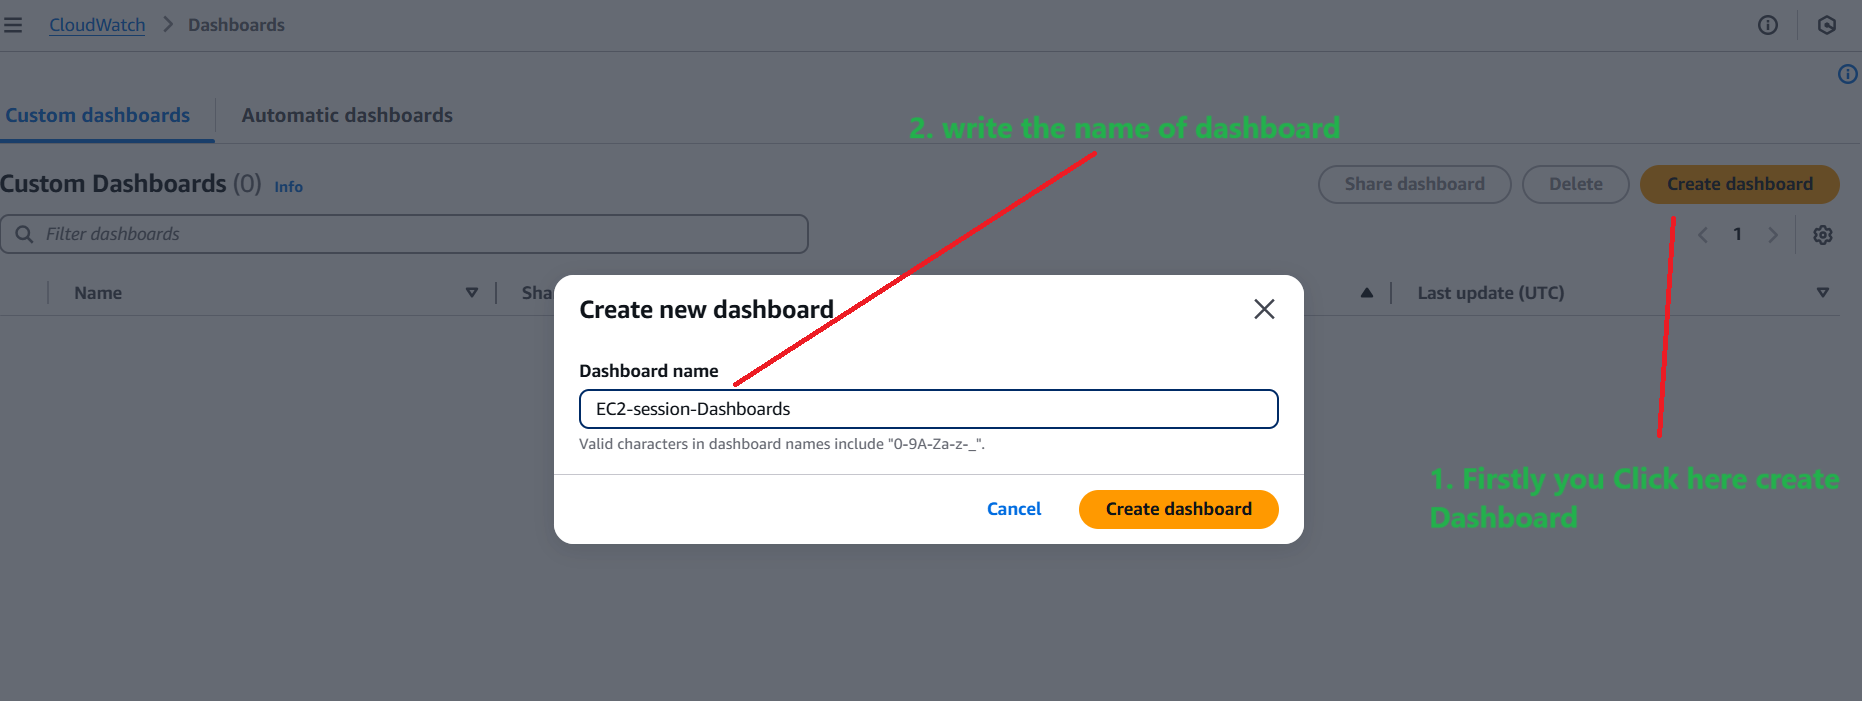 CloudWatch > Dashboards
Custom dashboards
Automatic dashboards
2. write the name of dashboard
Custom Dashboards (0) Info
Share dashboard
Delete
Create dashboard
Filter dashboards
1
Name
Sha
Last update (UTC)
Create new dashboard
Dashboard name
EC2-session-Dashboards
Valid characters in dashboard names include "0-9A-Za-z-_".
Cancel
Create dashboard
1. Firstly you Click here create
Dashboard